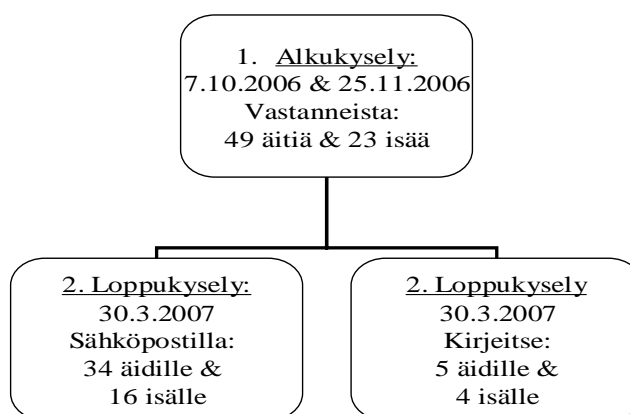 1. Alkukysely:
7.10.2006 & 25.11.2006
Vastanneista:
49 äitiä & 23 isää
2. Loppukysely:
30.3.2007
Sähköpostilla:
34 äidille &
16 isälle
2. Loppukysely
30.3.2007
Kirjeitse:
5 äidille &
4 isälle